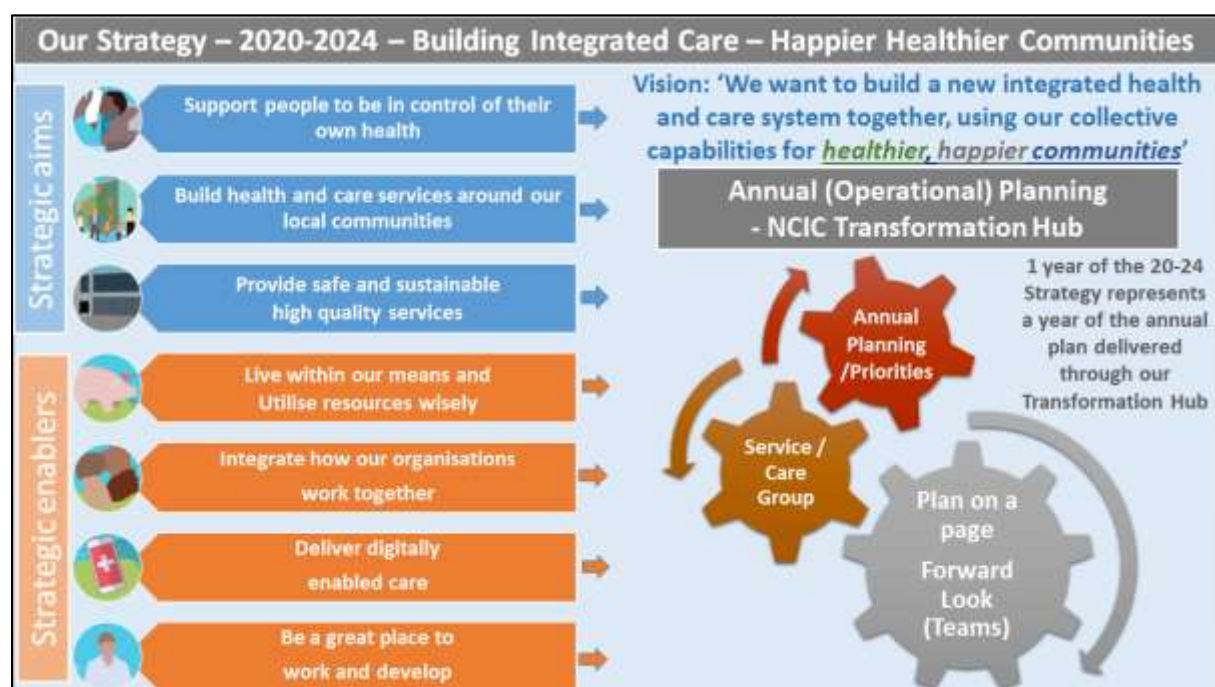 Our Strategy – 2020-2024 – Building Integrated Care – Happier Healthier Communities
Strategic aims
Support people to be in control of their
own health
Build health and care services around our
local communities
Provide safe and sustainable
high quality services
Strategic enablers
Live within our means and
Utilise resources wisely
Integrate how our organisations
work together
Deliver digitally
enabled care
Be a great place to
work and develop
Vision: ‘We want to build a new integrated health
and care system together, using our collective
capabilities for healthier, happier communities’
Annual (Operational) Planning
- NCIC Transformation Hub
1 year of the 20-24
Strategy represents
a year of the annual
plan delivered
through our
Transformation Hub
Annual
Planning
/Priorities
Service /
Care
Group
Plan on a
page
Forward
Look
(Teams)